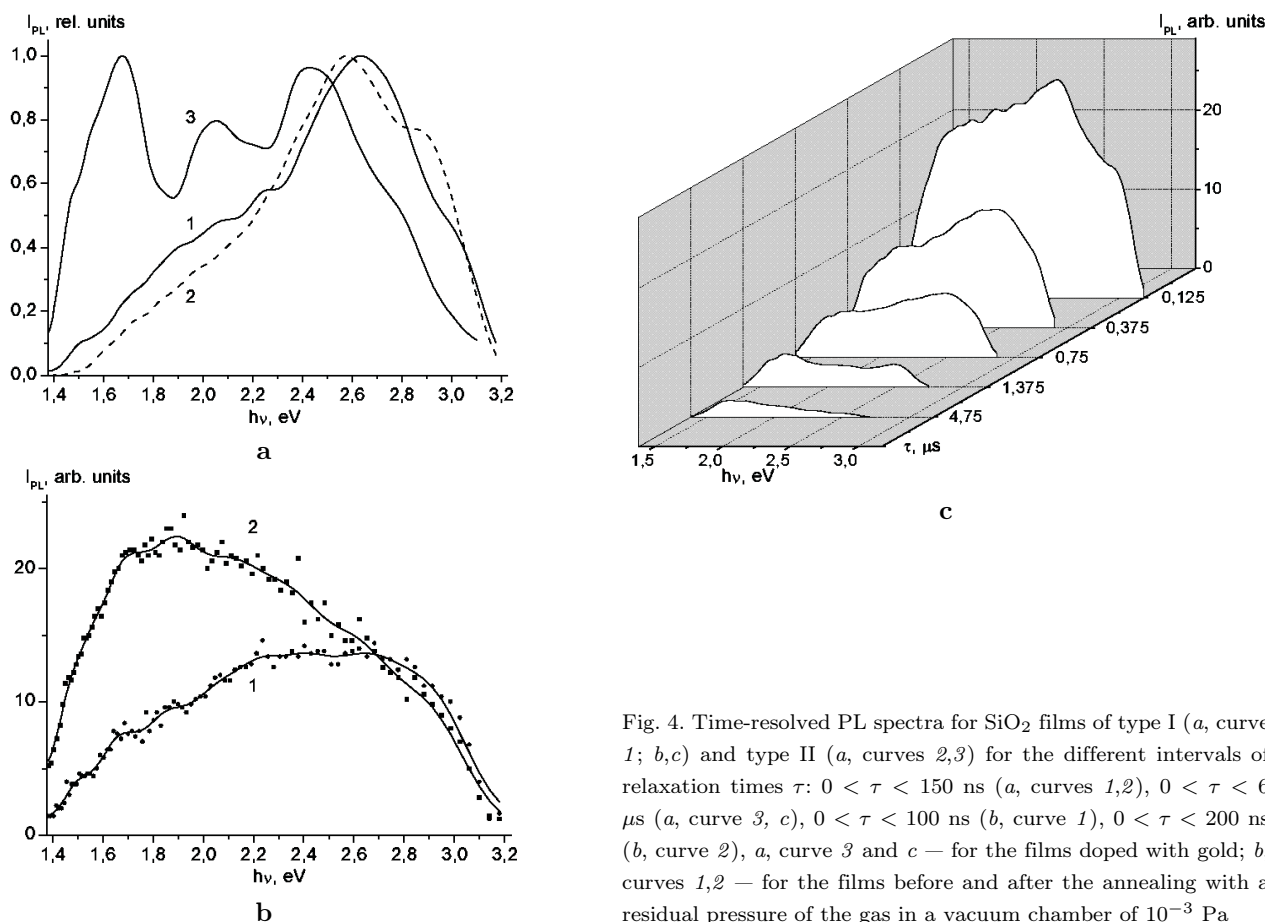 I_PL, rel. units
1,0
0,8
0,6
0,4
0,2
0,0
3
1
2
1,4 1,6 1,8 2,0 2,2 2,4 2,6 2,8 3,0 3,2
hν, eV
a
I_PL, arb. units
20
10
0
2
1
1,4 1,6 1,8 2,0 2,2 2,4 2,6 2,8 3,0 3,2
hν, eV
b
I_PL, arb. units
20
10
0
0,125
0,375
0,75
1,375
4,75
τ, μs
1,5 2,0 2,5 3,0
hν, eV
c
Fig. 4. Time-resolved PL spectra for SiO₂ films of type I (a, curve
1; b,c) and type II (a, curves 2,3) for the different intervals of
relaxation times τ: 0 < τ < 150 ns (a, curves 1,2), 0 < τ < 6
μs (a, curve 3, c), 0 < τ < 100 ns (b, curve 1), 0 < τ < 200 ns
(b, curve 2), a, curve 3 and c — for the films doped with gold; b,
curves 1,2 — for the films before and after the annealing with a
residual pressure of the gas in a vacuum chamber of 10⁻³ Pa